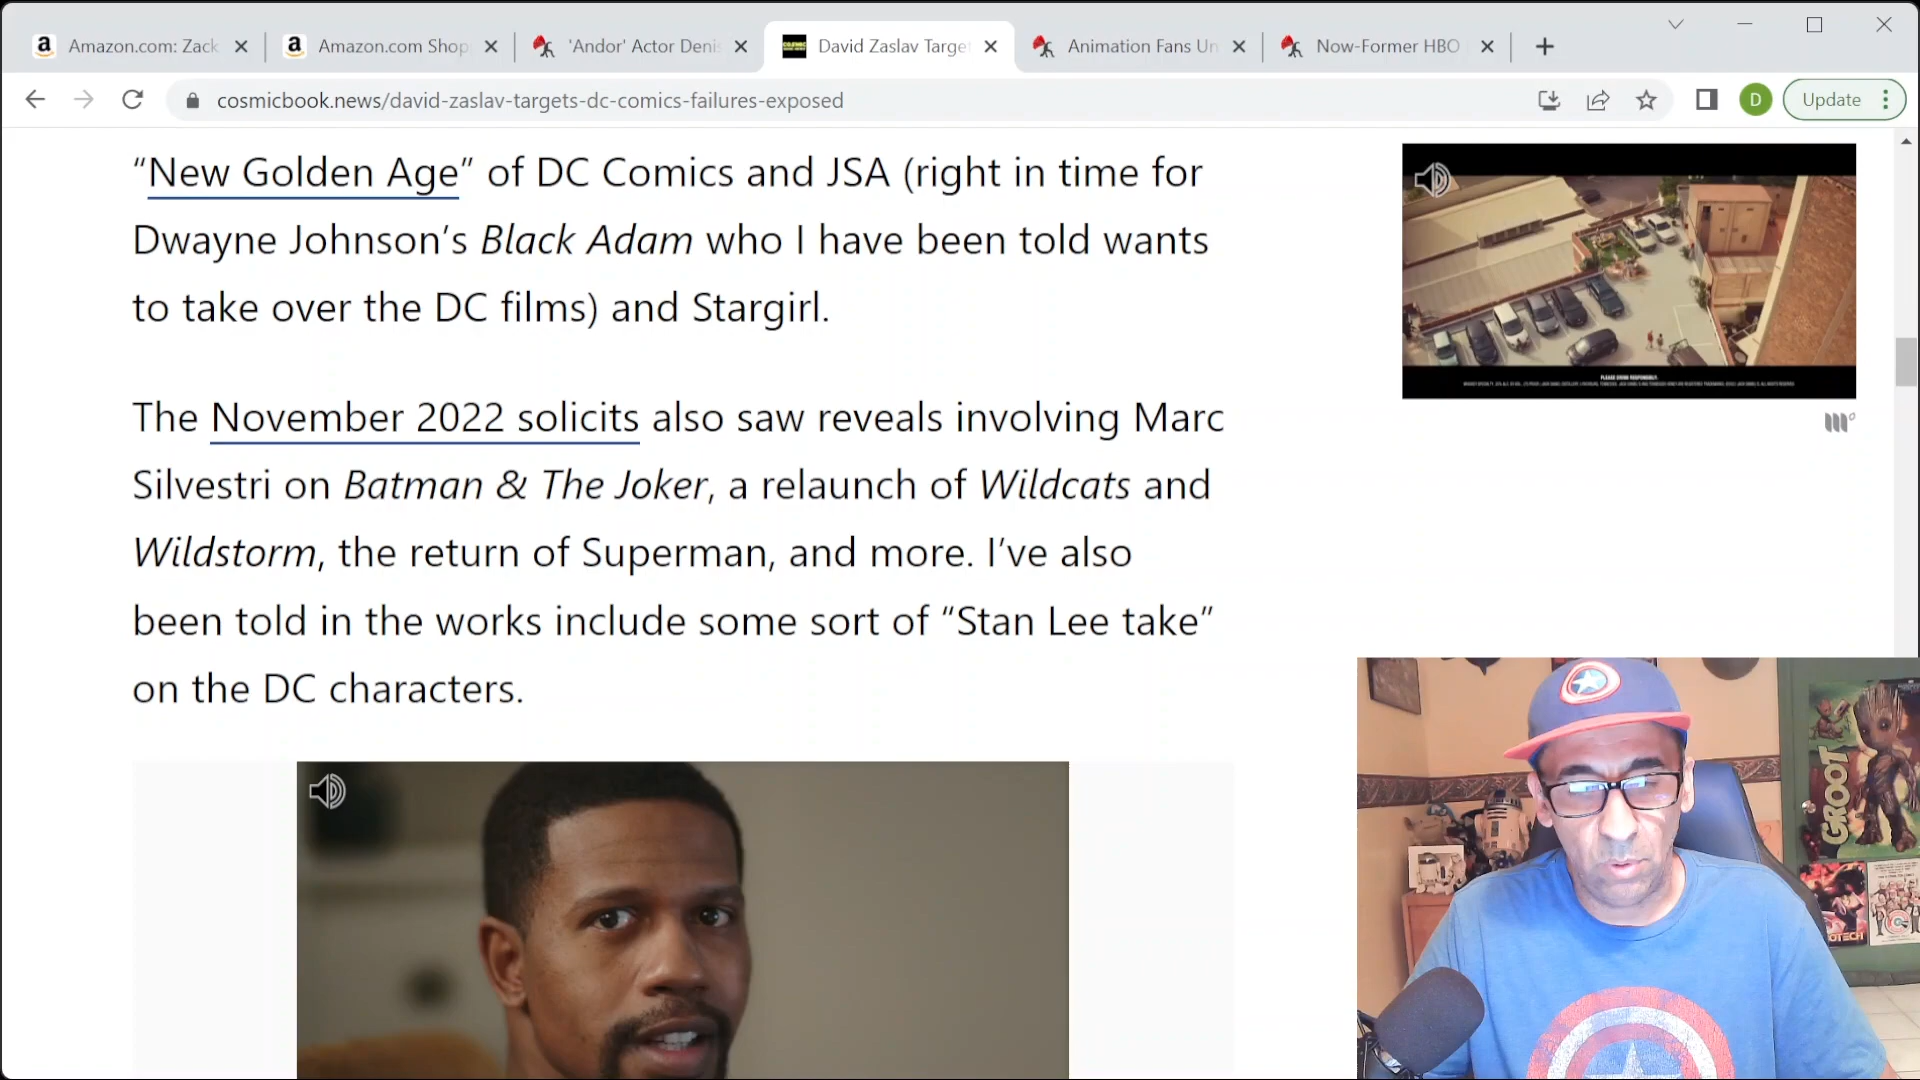 Amazon.com: Zack
Amazon.com Shop
'Andor' Actor Denis
David Zaslav Target
Animation Fans Un
Now-Former HBO
cosmicbook.news/david-zaslav-targets-dc-comics-failures-exposed
D
Update
“New Golden Age” of DC Comics and JSA (right in time for
Dwayne Johnson’s Black Adam who I have been told wants
to take over the DC films) and Stargirl.
The November 2022 solicits also saw reveals involving Marc
Silvestri on Batman & The Joker, a relaunch of Wildcats and
Wildstorm, the return of Superman, and more. I’ve also
been told in the works include some sort of “Stan Lee take”
on the DC characters.
PLEASE DRINK RESPONSIBLY.
GROOT